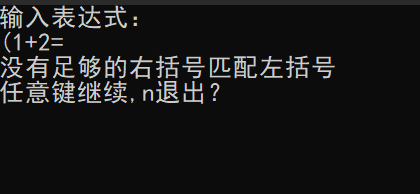 输入表达式：
(1+2=
没有足够的右括号匹配左括号
任意键继续,n退出？